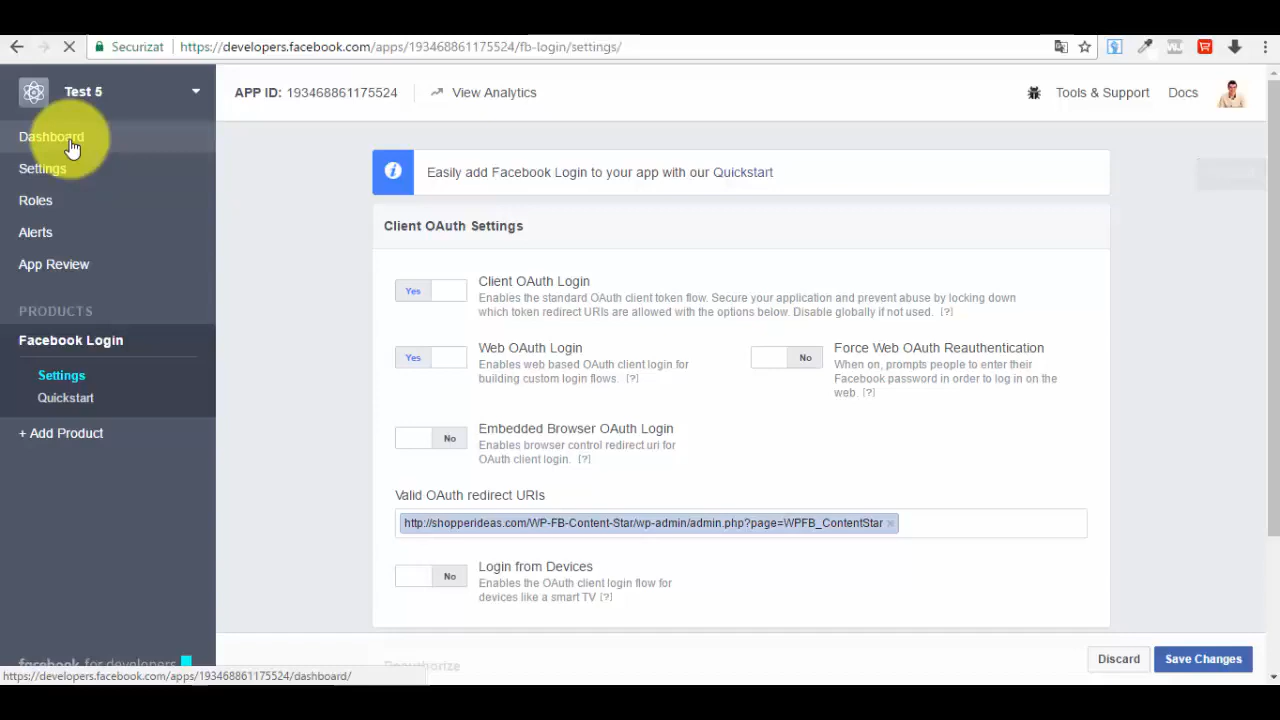 Securizat
https://developers.facebook.com/apps/193468861175524/fb-login/settings/
Test 5
APP ID: 193468861175524
View Analytics
Tools & Support
Docs
Dashboard
Settings
Roles
Alerts
App Review
PRODUCTS
Facebook Login
Settings
Quickstart
+ Add Product
facebook for developers
https://developers.facebook.com/apps/193468861175524/dashboard/
Easily add Facebook Login to your app with our Quickstart
Client OAuth Settings
Yes
Client OAuth Login
Enables the standard OAuth client token flow. Secure your application and prevent abuse by locking down
which token redirect URIs are allowed with the options below. Disable globally if not used. [?]
Yes
Web OAuth Login
Enables web based OAuth client login for
building custom login flows. [?]
No
Force Web OAuth Reauthentication
When on, prompts people to enter their
Facebook password in order to log in on the
web. [?]
No
Embedded Browser OAuth Login
Enables browser control redirect uri for
OAuth client login. [?]
Valid OAuth redirect URIs
http://shopperideas.com/WP-FB-Content-Star/wp-admin/admin.php?page=WPFB_ContentStar ×
No
Login from Devices
Enables the OAuth client login flow for
devices like a smart TV [?]
Deauthorize
Discard
Save Changes